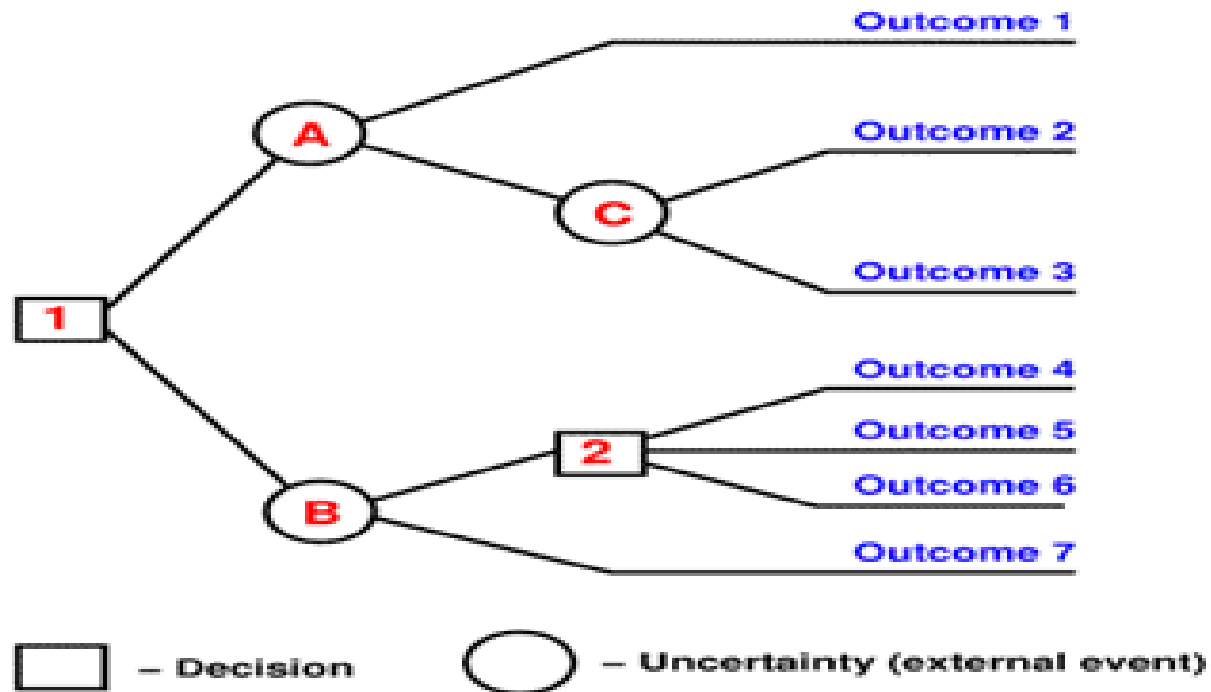 Outcome 1
A
Outcome 2
C
Outcome 3
1
Outcome 4
2
Outcome 5
Outcome 6
B
Outcome 7
– Decision
– Uncertainty (external event)